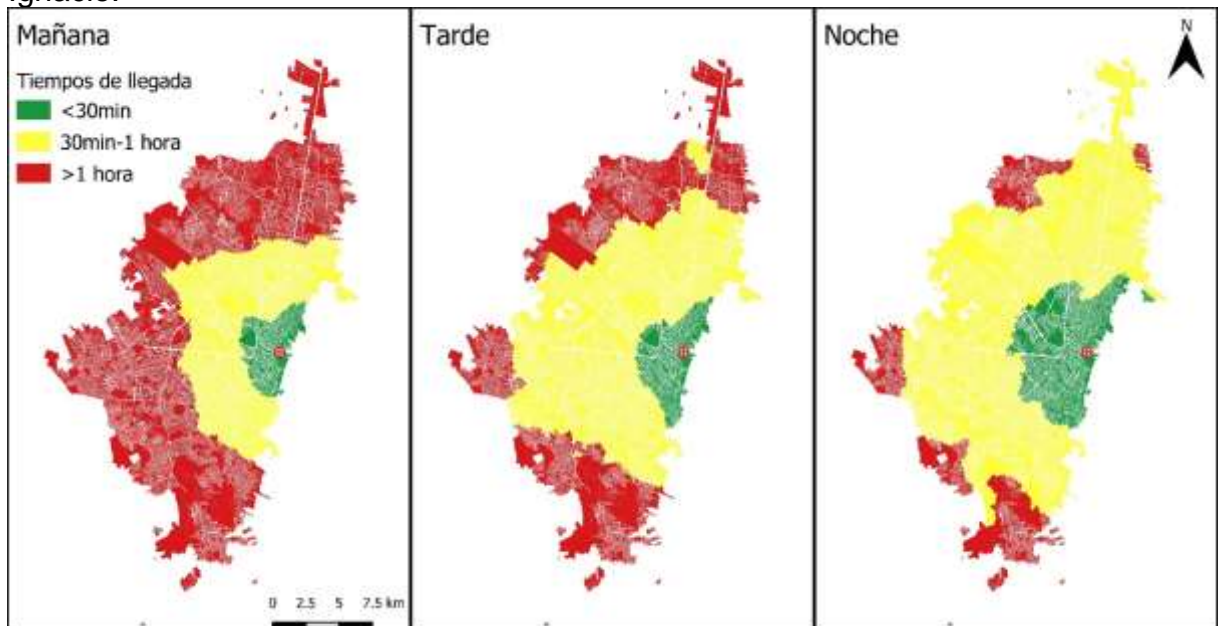 Ignacio.
Mañana
Tiempos de llegada
<30min
30min-1 hora
>1 hora
0 2.5 5 7.5 km
Tarde
Noche
N